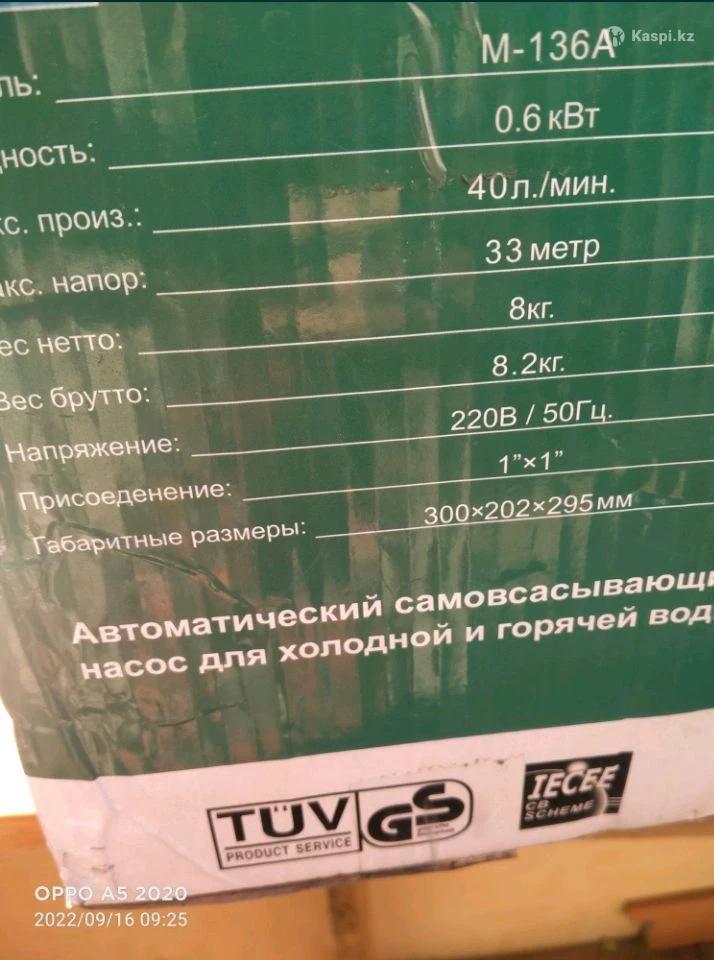 Kaspi.kz
ль: M-136A
ность: 0.6 кВт
кс. произ.: 40л./мин.
акс. напор: 33 метр
ес нетто: 8кг.
Вес брутто: 8.2кг.
Напряжение: 220В / 50Гц.
Присоеденение: 1”×1”
Габаритные размеры: 300×202×295мм
Автоматический самовсасывающи
насос для холодной и горячей вод
TÜV
PRODUCT SERVICE
GS
IECEE
CB
SCHEME
OPPO A5 2020
2022/09/16 09:25